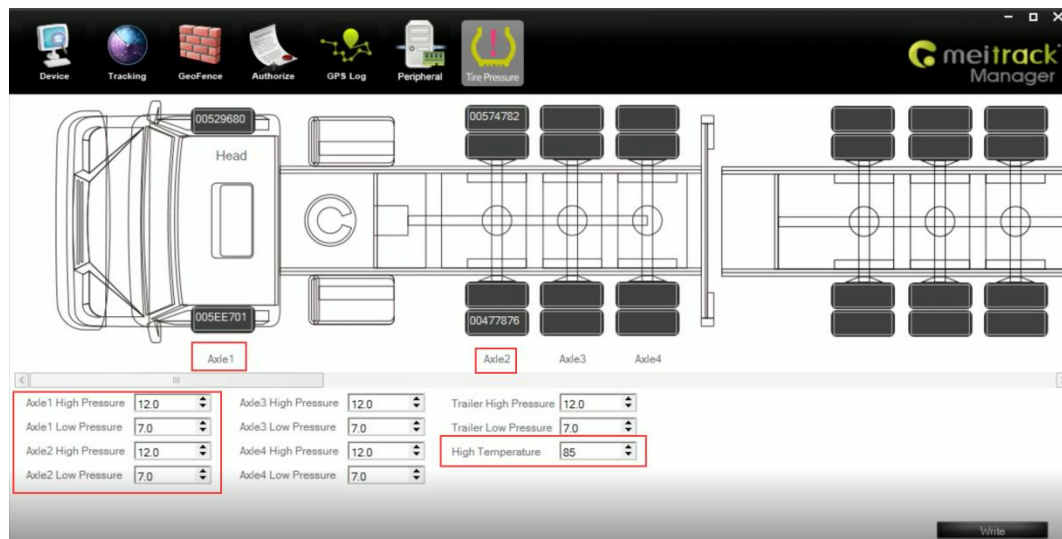 meitrack
Manager
Device Tracking GeoFence Authorize GPS Log Peripheral Tire Pressure
00529680 00574782
Head
005EE701 00477876
Axle1 Axle2 Axle3 Axle4
Axle1 High Pressure 12.0 Axle3 High Pressure 12.0 Trailer High Pressure 12.0
Axle1 Low Pressure 7.0 Axle3 Low Pressure 7.0 Trailer Low Pressure 7.0
Axle2 High Pressure 12.0 Axle4 High Pressure 12.0 High Temperature 85
Axle2 Low Pressure 7.0 Axle4 Low Pressure 7.0
Write